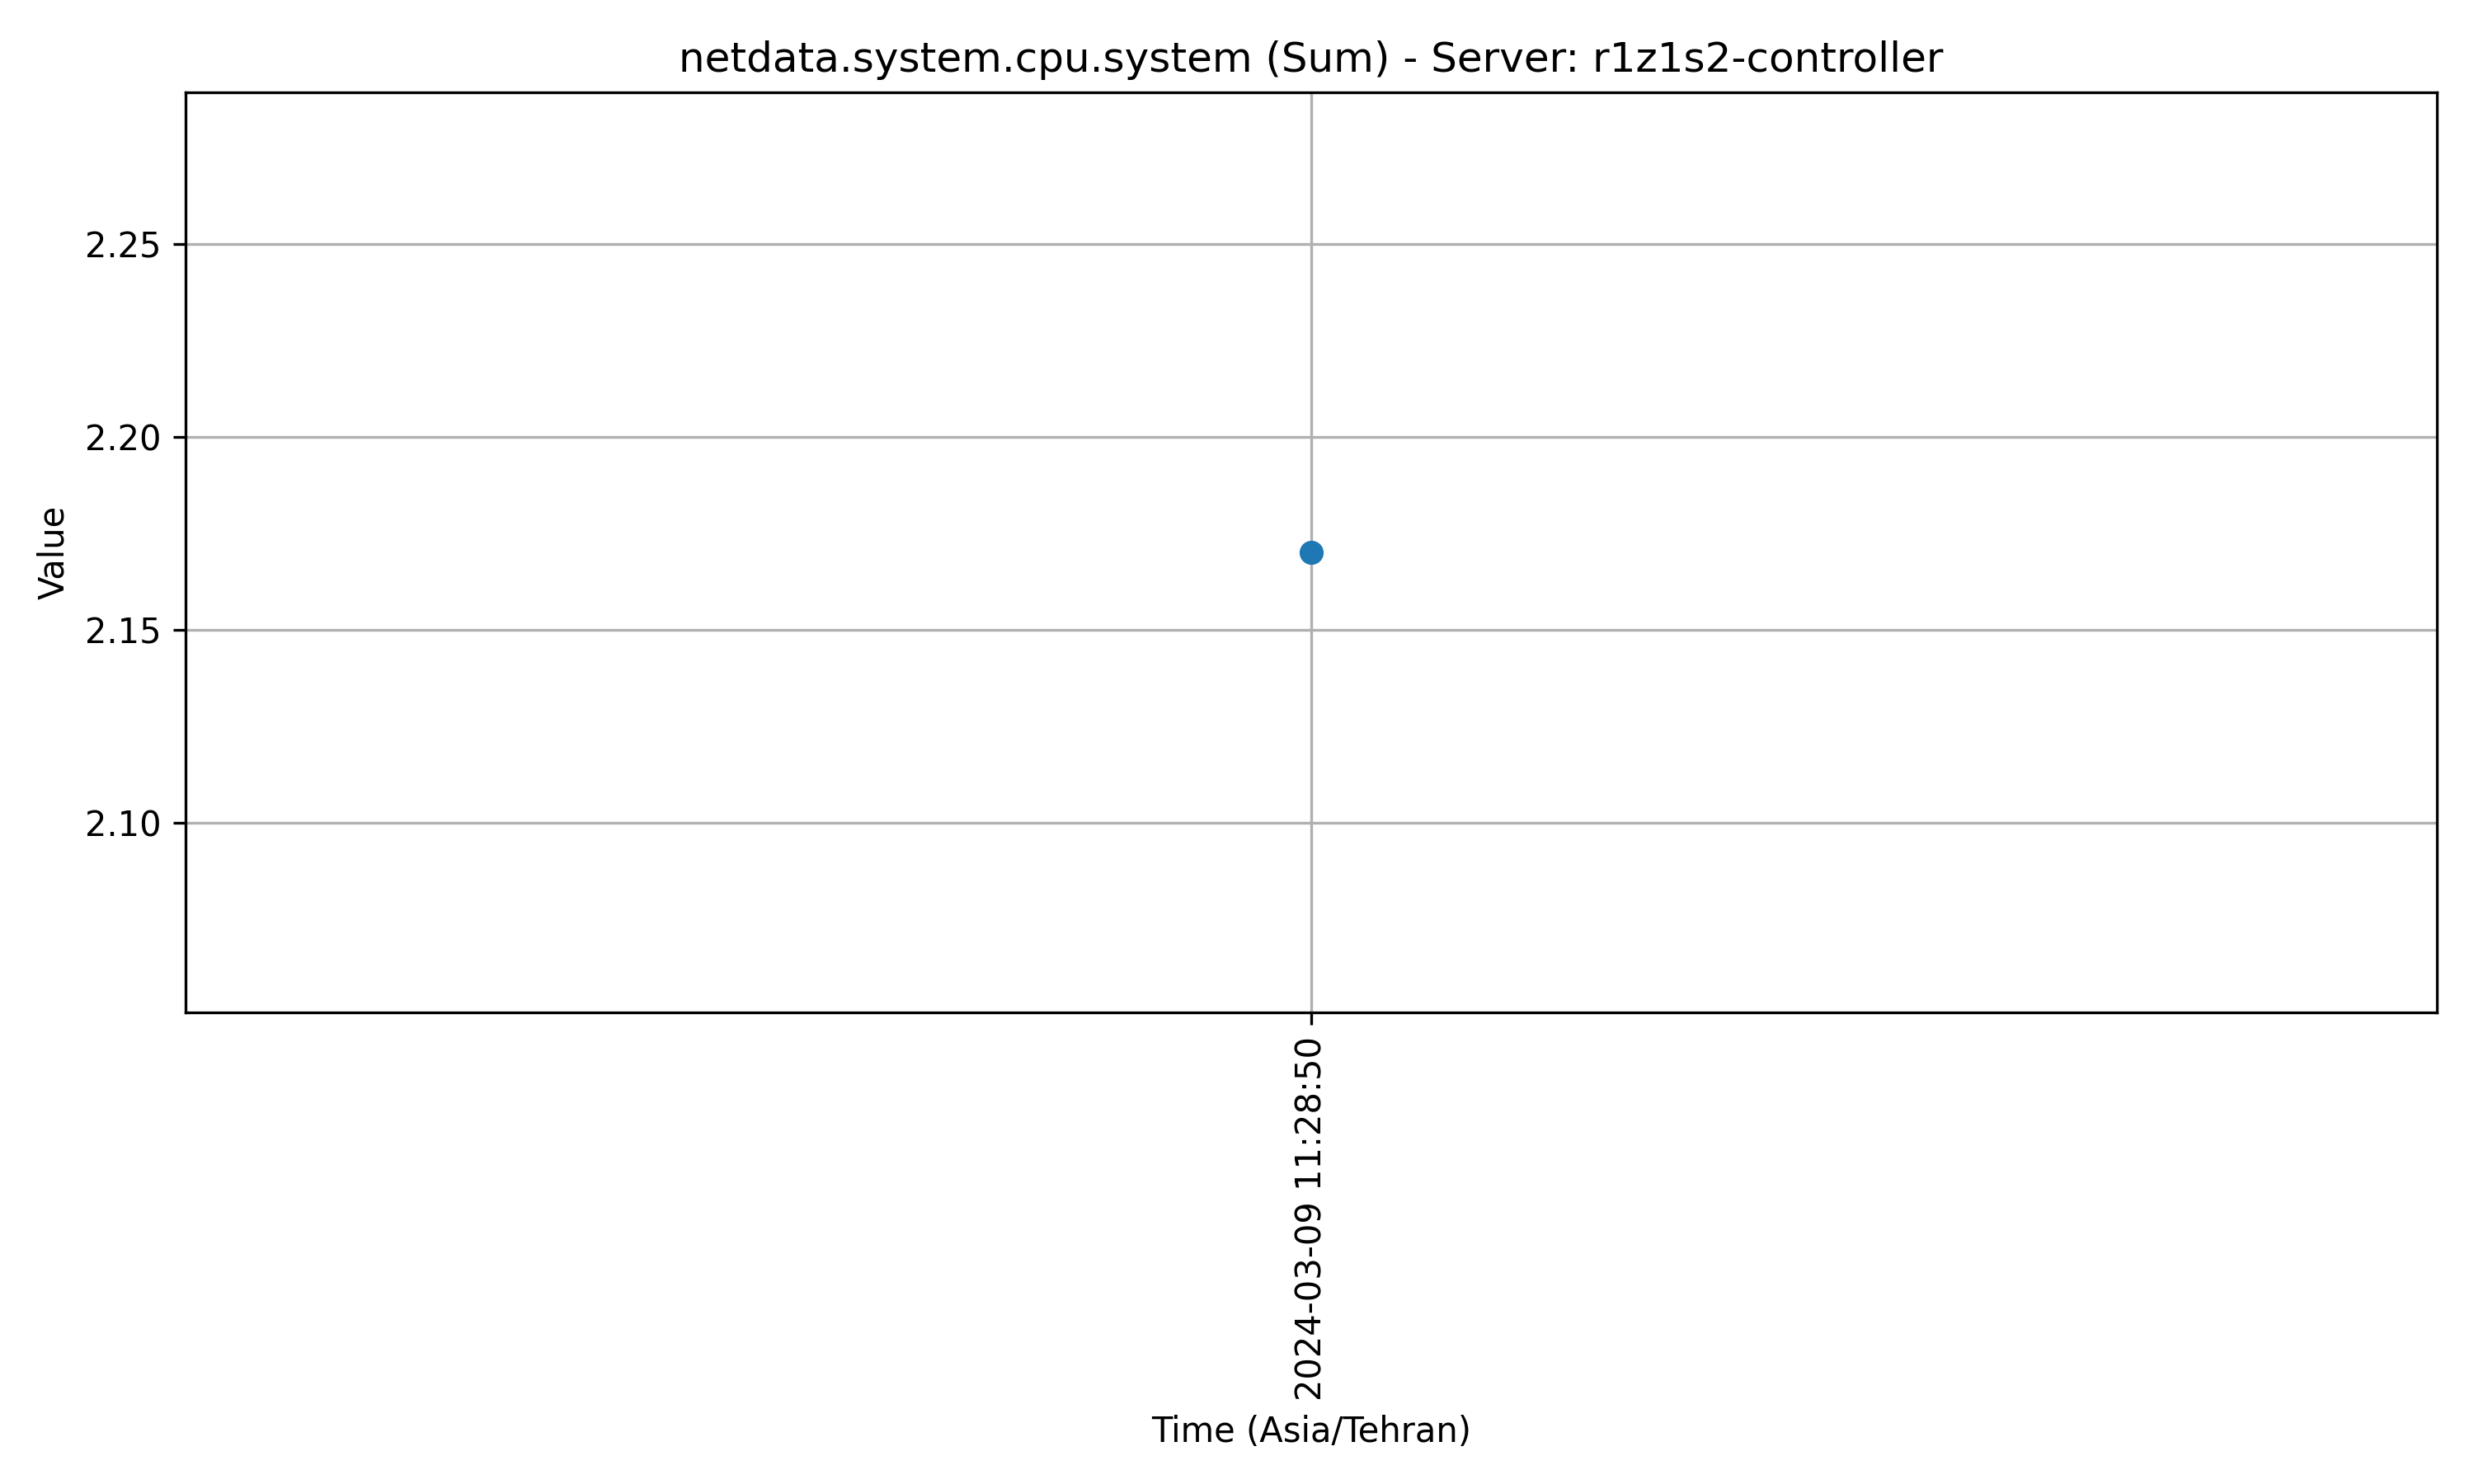 netdata.system.cpu.system (Sum) - Server: r1z1s2-controller
Value
2.25
2.20
2.15
2.10
2024-03-09 11:28:50
Time (Asia/Tehran)